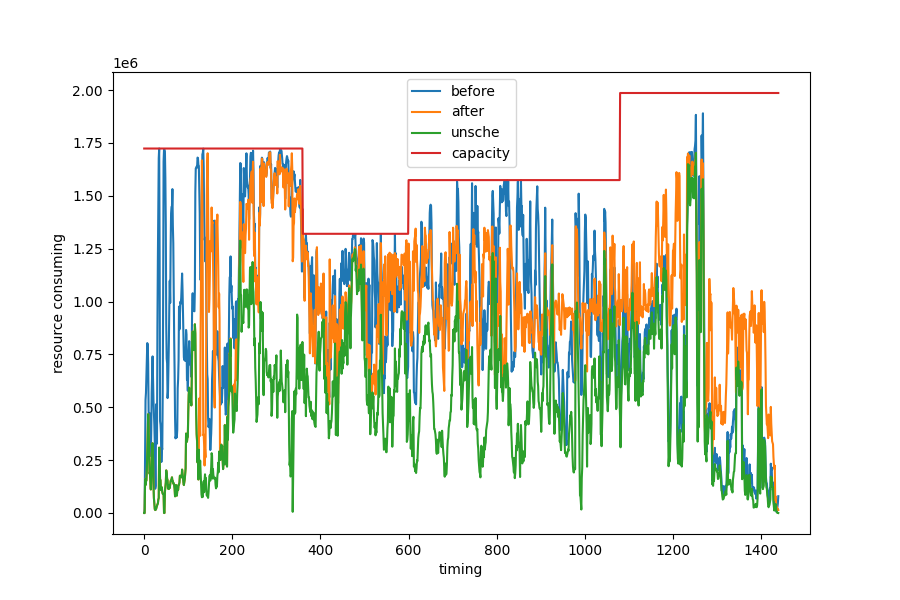 1e6
2.00
1.75
1.50
1.25
1.00
0.75
0.50
0.25
0.00
resource consuming
before
after
unsche
capacity
0 200 400 600 800 1000 1200 1400
timing